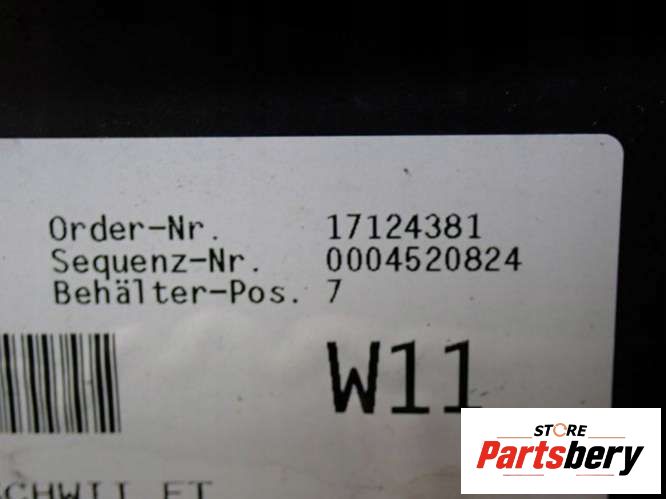 Order-Nr. 17124381
Sequenz-Nr. 0004520824
Behälter-Pos. 7
W11
STORE
Partsbery